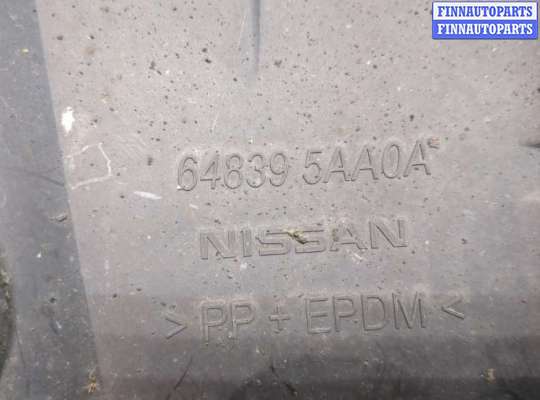 FINNAUTOPARTS
FINNAUTOPARTS
64839 5AA0A
NISSAN
> PP + EPDM <